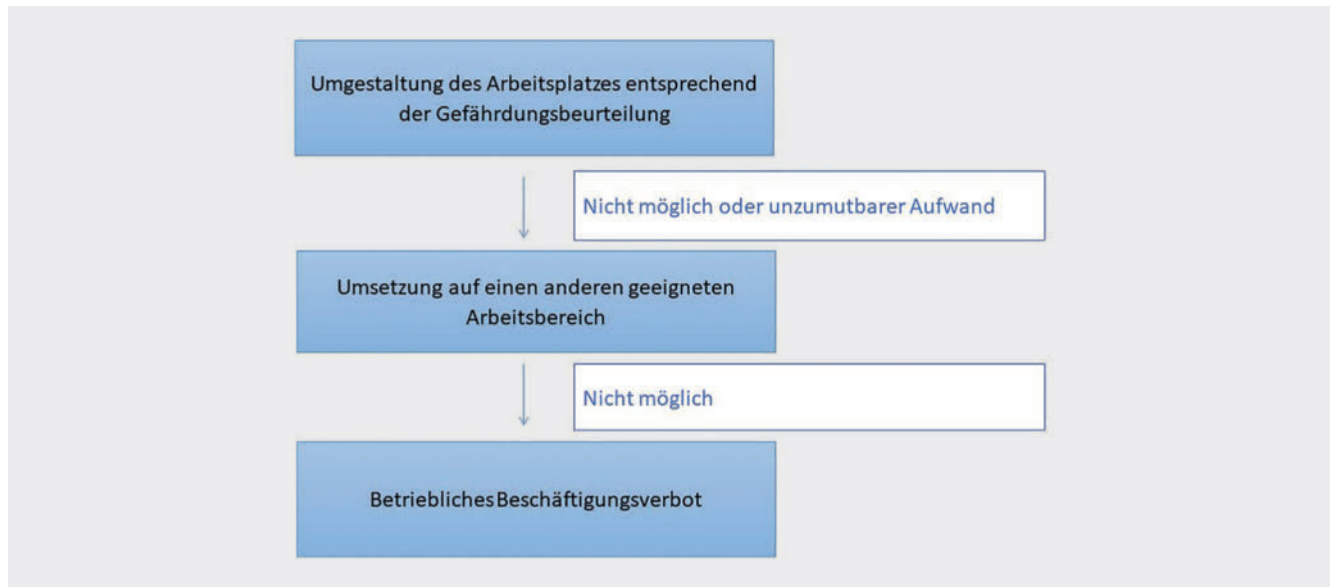 Umgestaltung des Arbeitsplatzes entsprechend
der Gefährdungsbeurteilung
Nicht möglich oder unzumutbarer Aufwand
Umsetzung auf einen anderen geeigneten
Arbeitsbereich
Nicht möglich
Betriebliches Beschäftigungsverbot